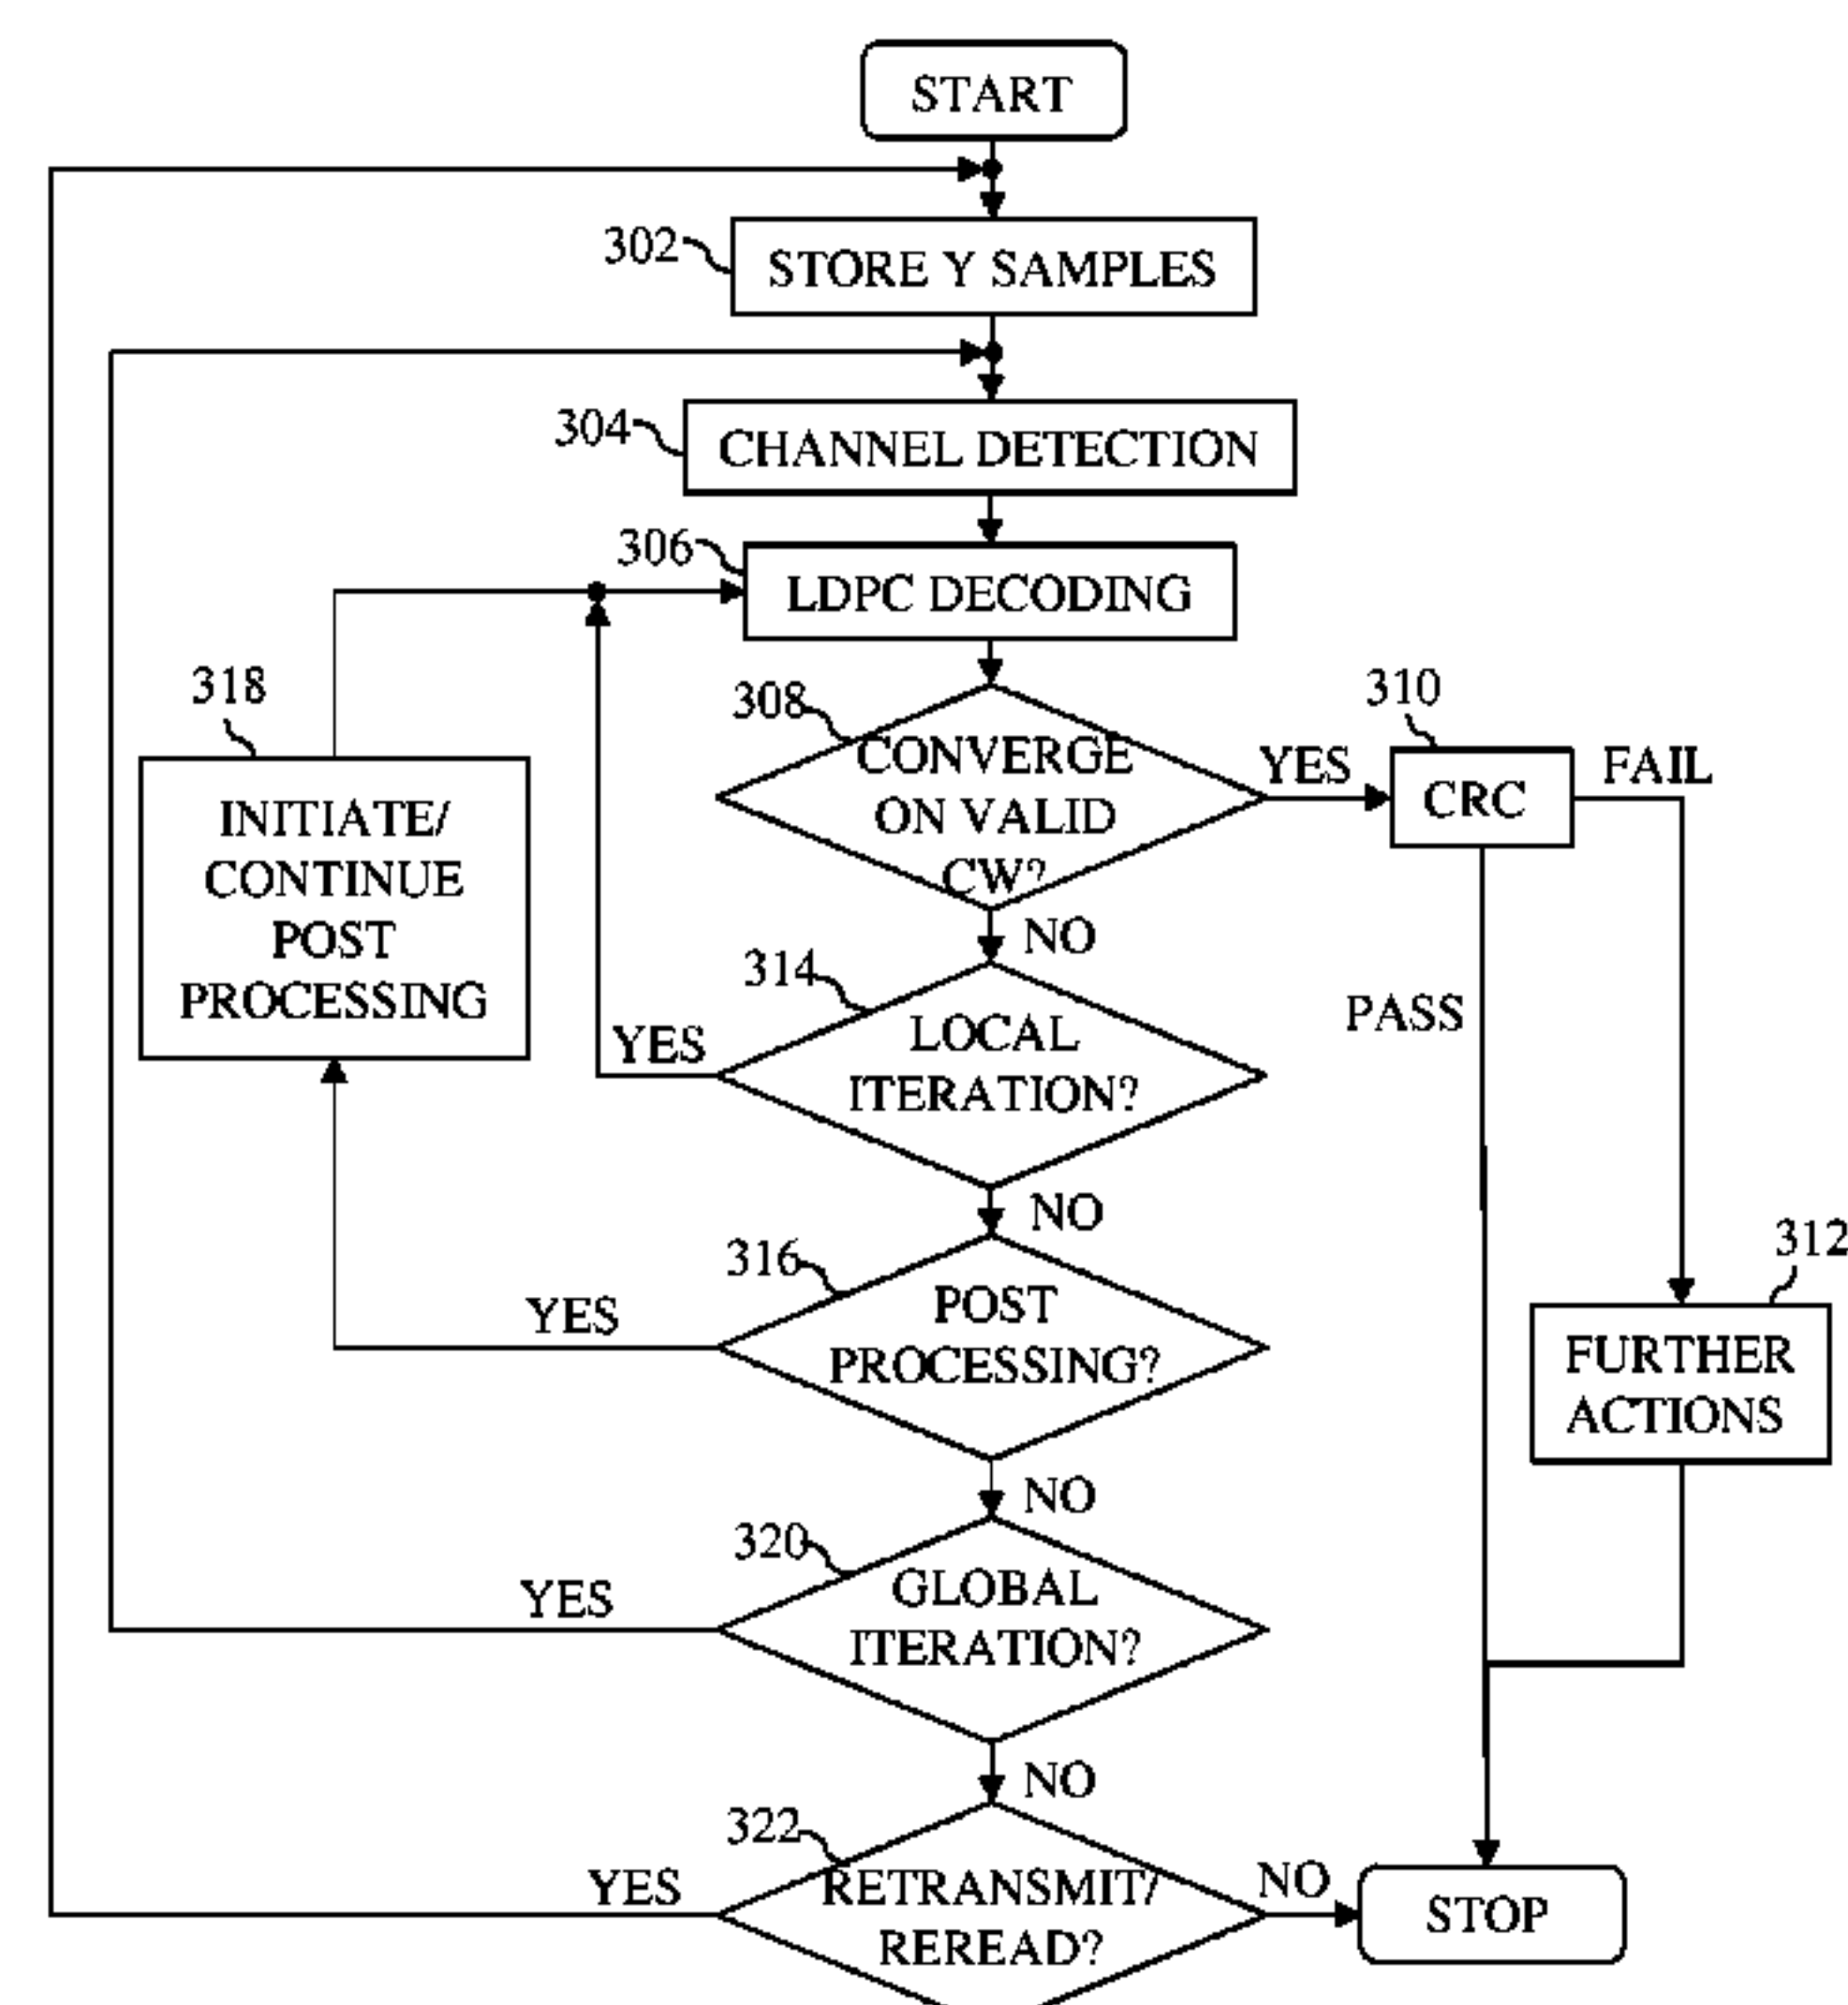 START
302
STORE Y SAMPLES
304
CHANNEL DETECTION
306
LDPC DECODING
318
INITIATE/
CONTINUE
POST
PROCESSING
308
CONVERGE
ON VALID
CW?
YES
310
CRC
FAIL
NO
PASS
314
LOCAL
ITERATION?
YES
NO
312
FURTHER
ACTIONS
316
POST
PROCESSING?
YES
NO
320
GLOBAL
ITERATION?
YES
NO
322
RETRANSMIT/
REREAD?
YES
NO
STOP